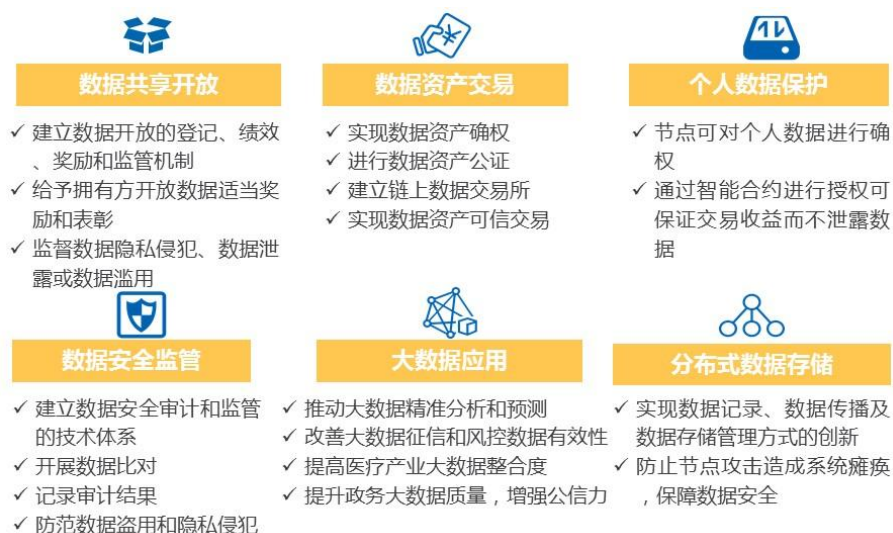 数据共享开放
✓ 建立数据开放的登记、绩效
、奖励和监管机制
✓ 给予拥有方开放数据适当奖
励和表彰
✓ 监督数据隐私侵犯、数据泄
露或数据滥用
数据资产交易
✓ 实现数据资产确权
✓ 进行数据资产公证
✓ 建立链上数据交易所
✓ 实现数据资产可信交易
个人数据保护
✓ 节点可对个人数据进行确
权
✓ 通过智能合约进行授权可
保证交易收益而不泄露数
据
数据安全监管
✓ 建立数据安全审计和监管
的技术体系
✓ 开展数据比对
✓ 记录审计结果
✓ 防范数据盗用和隐私侵犯
大数据应用
✓ 推动大数据精准分析和预测
✓ 改善大数据征信和风控数据有效性
✓ 提高医疗产业大数据整合度
✓ 提升政务大数据质量，增强公信力
分布式数据存储
✓ 实现数据记录、数据传播及
数据存储管理方式的创新
✓ 防止节点攻击造成系统瘫痪
，保障数据安全